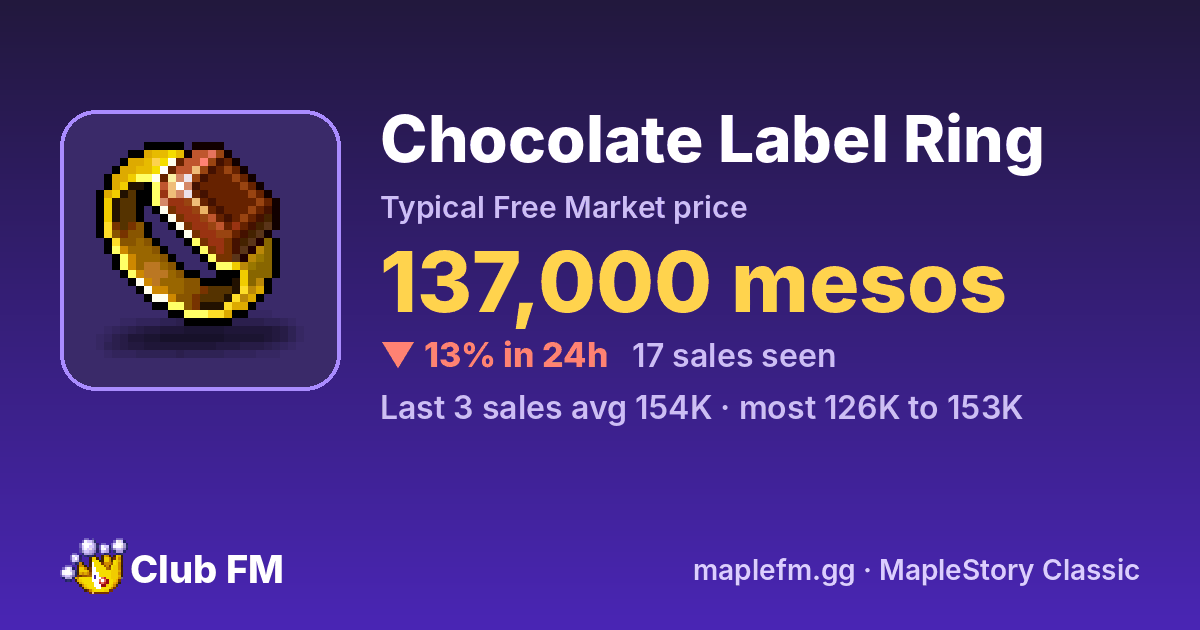 Chocolate Label Ring
Typical Free Market price
137,000 mesos
▼ 13% in 24h 17 sales seen
Last 3 sales avg 154K · most 126K to 153K
Club FM
maplefm.gg · MapleStory Classic